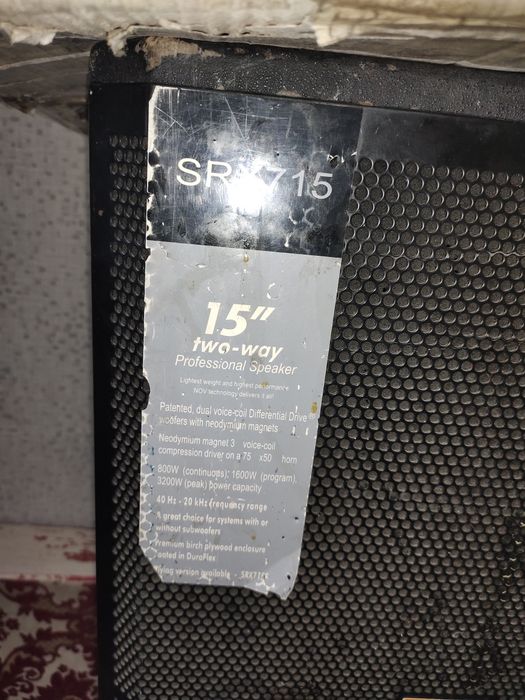 SRX715
15"
two-way
Professional Speaker
Lightest weight and highest performance
NOV technology delivers it all!
Patented, dual voice-coil Differential Drive®
woofers with neodymium magnets
Neodymium magnet 3 voice-coil
compression driver on a 75 x50 horn
800W (continuous); 1600W (program),
3200W (peak) power capacity
40 Hz - 20 kHz frequency range
A great choice for systems with or
without subwoofers
Premium birch plywood enclosure
coated in DuraFlex
flying version available -